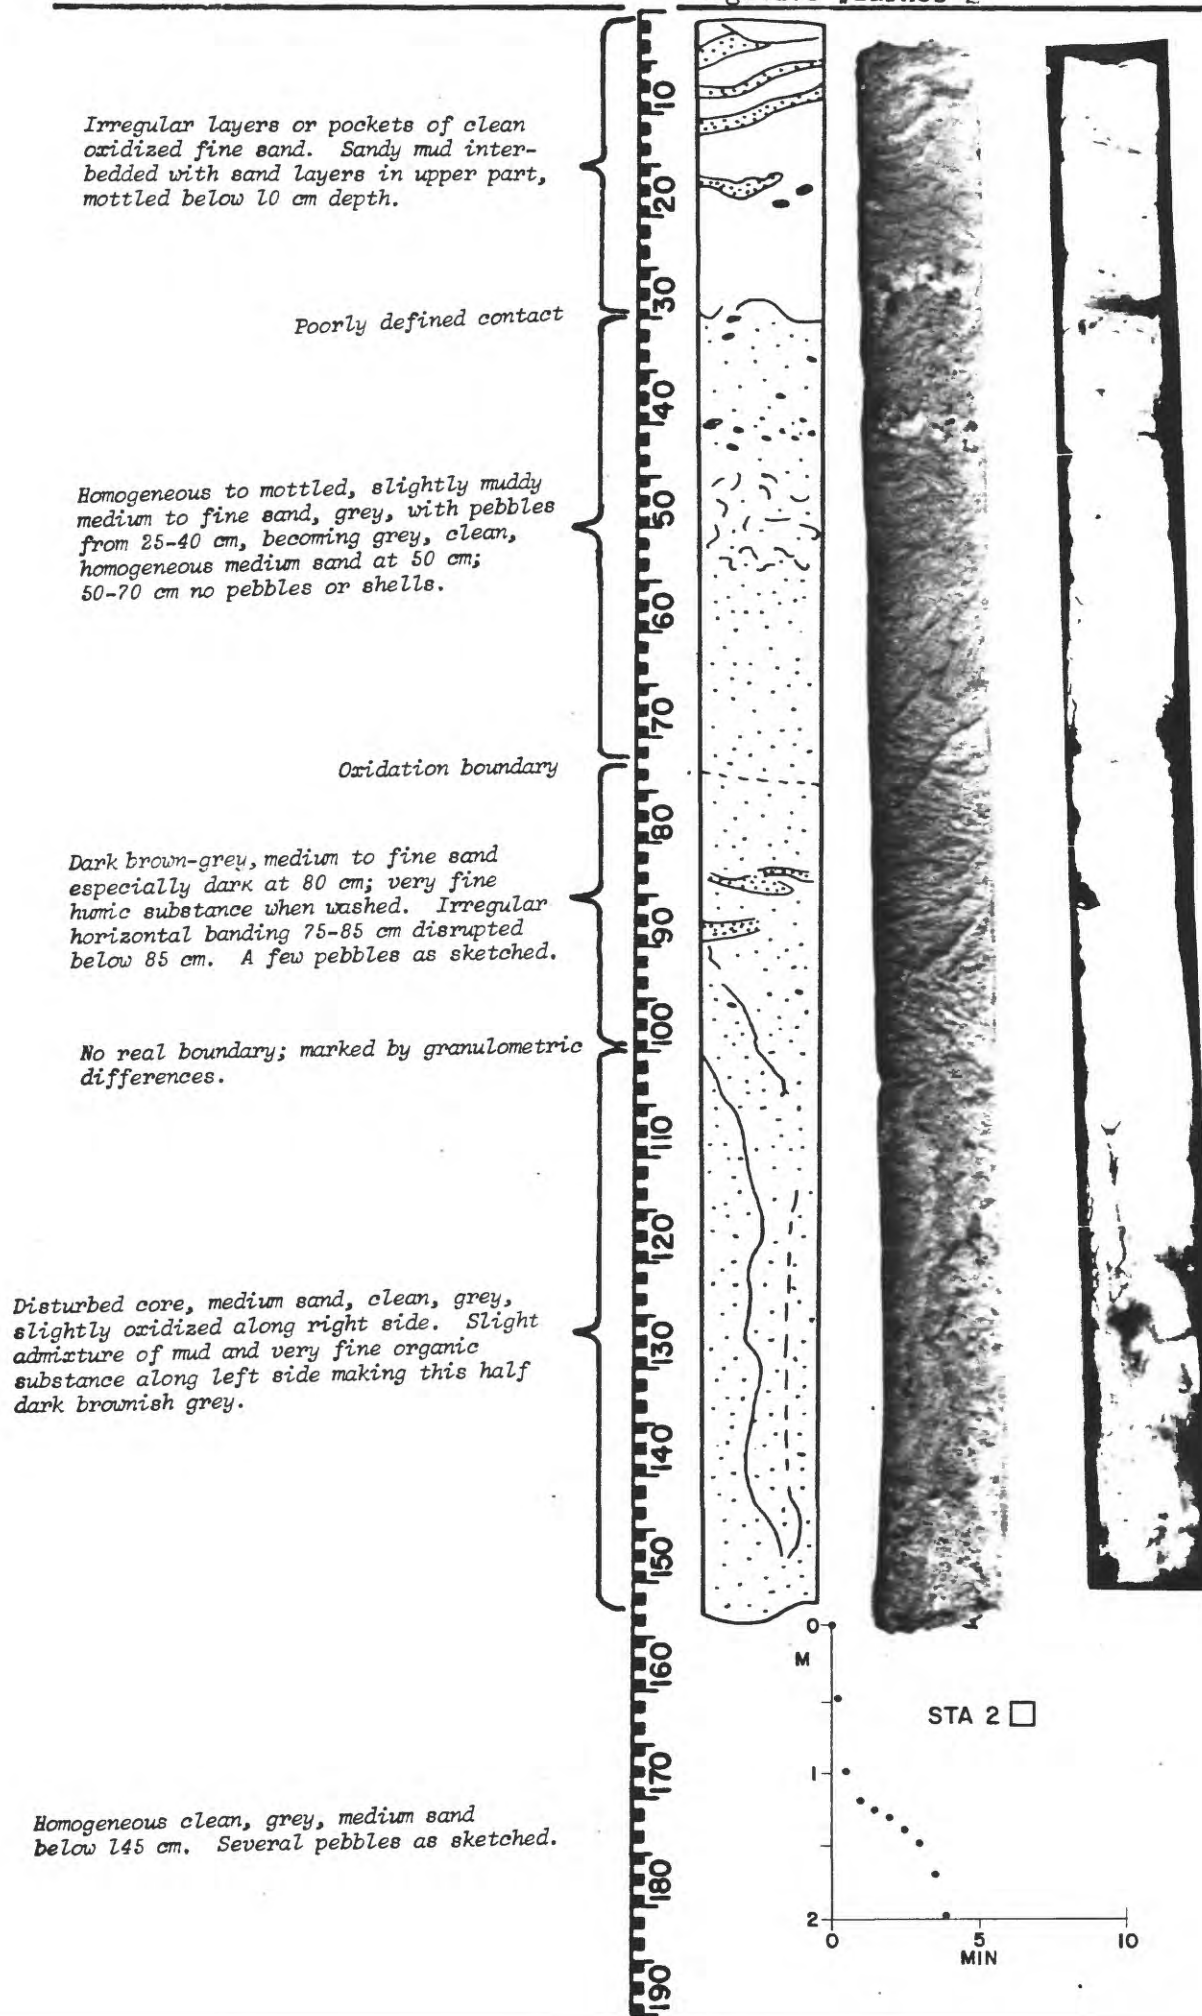 Irregular layers or pockets of clean
oxidized fine sand. Sandy mud inter-
bedded with sand layers in upper part,
mottled below 10 cm depth.
Poorly defined contact
Homogeneous to mottled, slightly muddy
medium to fine sand, grey, with pebbles
from 25-40 cm, becoming grey, clean,
homogeneous medium sand at 50 cm;
50-70 cm no pebbles or shells.
Oxidation boundary
Dark brown-grey, medium to fine sand
especially dark at 80 cm; very fine
humic substance when washed. Irregular
horizontal banding 75-85 cm disrupted
below 85 cm. A few pebbles as sketched.
No real boundary; marked by granulometric
differences.
Disturbed core, medium sand, clean, grey,
slightly oxidized along right side. Slight
admixture of mud and very fine organic
substance along left side making this half
dark brownish grey.
Homogeneous clean, grey, medium sand
below 145 cm. Several pebbles as sketched.
10
20
30
40
50
60
70
80
90
100
110
120
130
140
150
160
170
180
190
0
M
1
2
0 5 10
MIN
STA 2